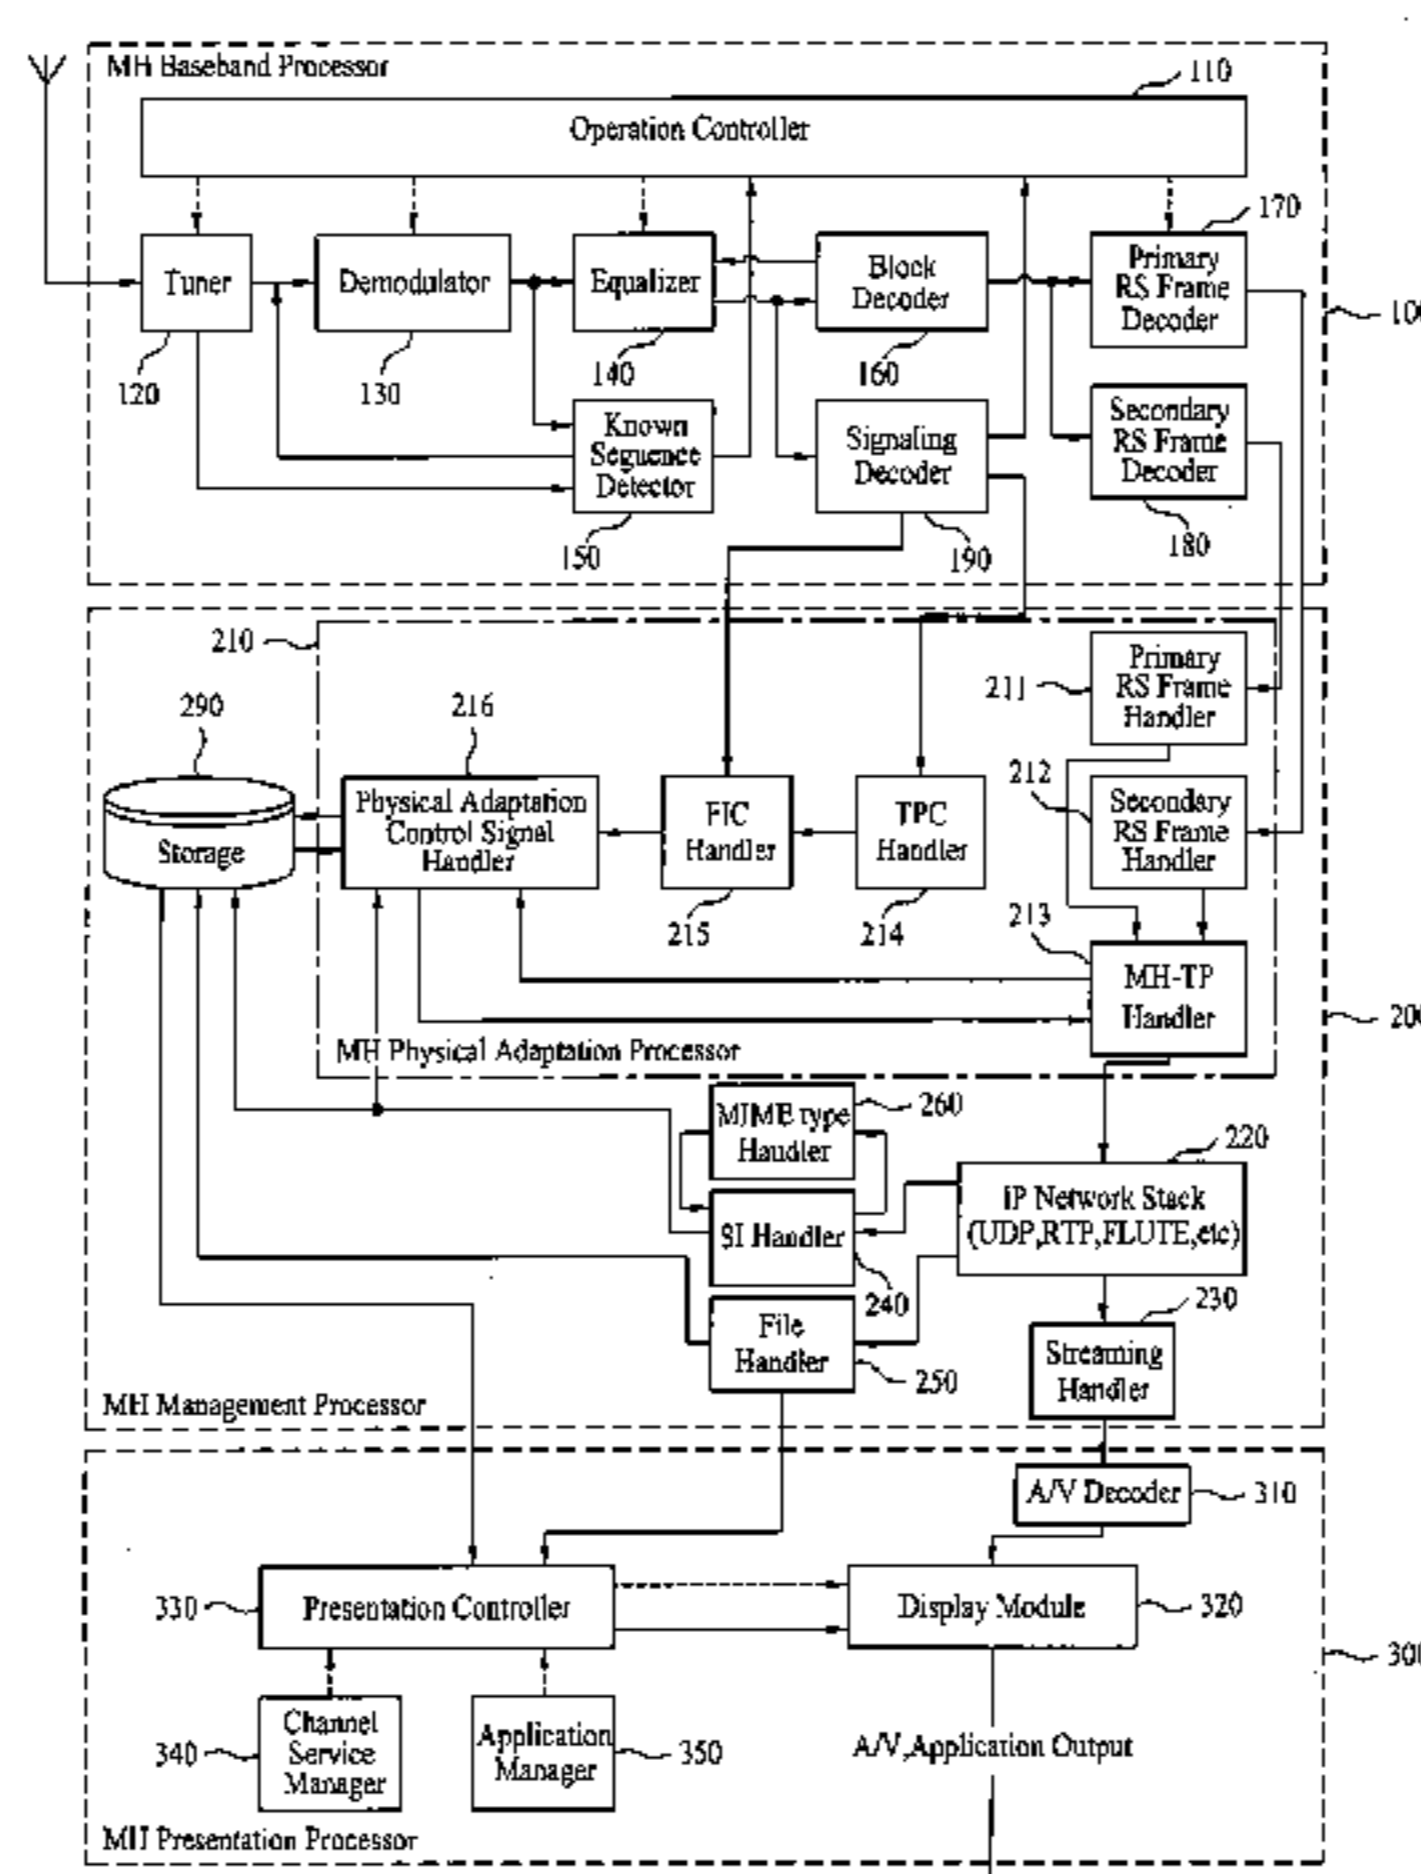 MH Baseband Processor
110
Operation Controller
170
Tuner
Demodulator
Equalizer
Block
Decoder
Primary
RS Frame
Decoder
120
130
140
160
Known
Seguence
Detector
Signaling
Decoder
Secondary
RS Frame
Decoder
150
190
180
210
Primary
RS Frame
Handler
211
290
216
212
Storage
Physical Adaptation
Control Signal
Handler
FIC
Handler
TPC
Handler
Secondary
RS Frame
Handler
215
214
213
MH-TP
Handler
200
MH Physical Adaptation Processor
MIME type
Handler
260
220
IP Network Stack
(UDP,RTP,FLUTE,etc)
SI Handler
240
230
File
Handler
250
Streaming
Handler
MH Management Processor
A/V Decoder
310
330
Presentation Controller
Display Module
320
300
340
Channel
Service
Manager
Application
Manager
350
A/V,Application Output
MH Presentation Processor